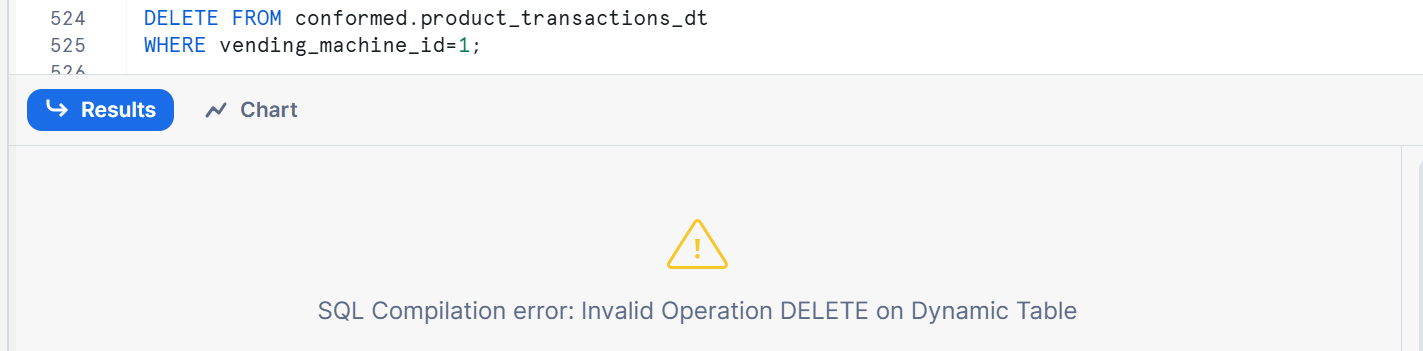 524 DELETE FROM conformed.product_transactions_dt
525 WHERE vending_machine_id=1;
526
Results Chart
!
SQL Compilation error: Invalid Operation DELETE on Dynamic Table